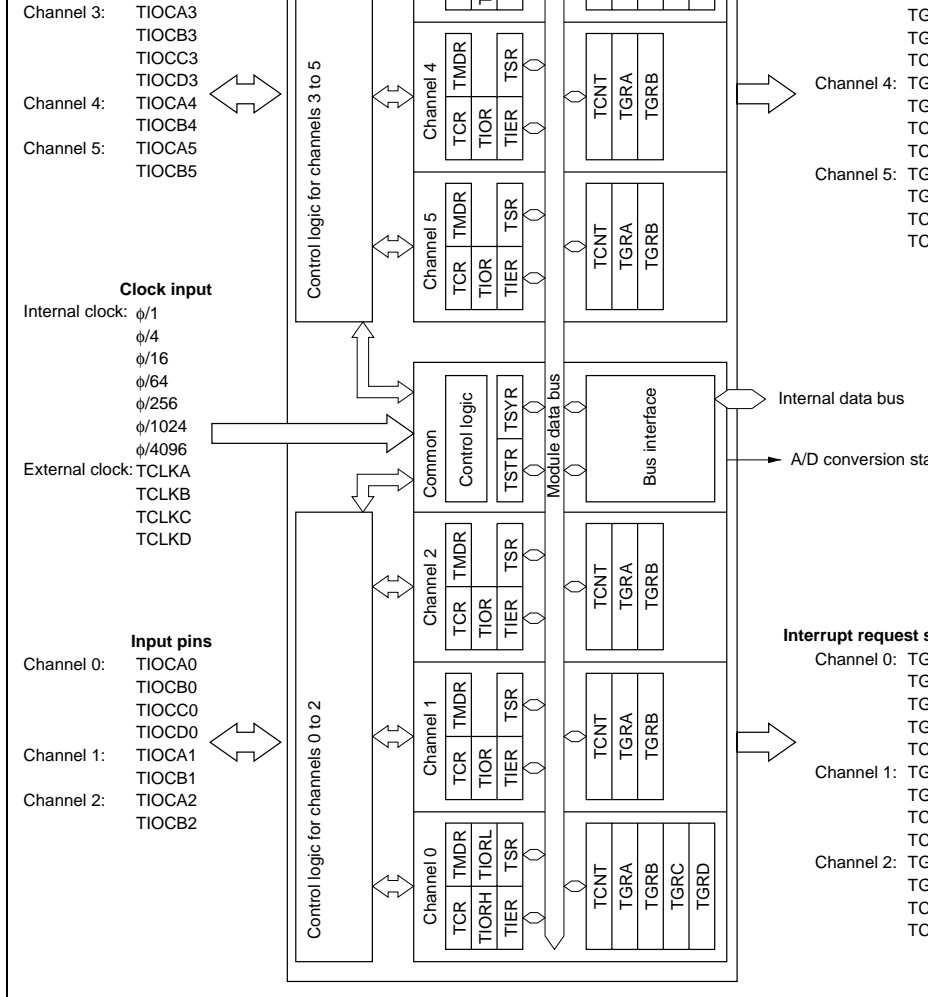 Channel 3: TIOCA3
TIOCB3
TIOCC3
TIOCD3
Channel 4: TIOCA4
TIOCB4
Channel 5: TIOCA5
TIOCB5
Clock input
Internal clock: ϕ/1
ϕ/4
ϕ/16
ϕ/64
ϕ/256
ϕ/1024
ϕ/4096
External clock: TCLKA
TCLKB
TCLKC
TCLKD
Input pins
Channel 0: TIOCA0
TIOCB0
TIOCC0
TIOCD0
Channel 1: TIOCA1
TIOCB1
Channel 2: TIOCA2
TIOCB2
Control logic for channels 3 to 5
Control logic for channels 0 to 2
Channel 4
TCR TMDR
TIOR
TIER TSR
TCNT
TGRA
TGRB
Channel 5
TCR TMDR
TIOR
TIER TSR
TCNT
TGRA
TGRB
Common
Control logic
TSTR TSYR
Module data bus
Bus interface
Channel 2
TCR TMDR
TIOR
TIER TSR
TCNT
TGRA
TGRB
Channel 1
TCR TMDR
TIOR
TIER TSR
TCNT
TGRA
TGRB
Channel 0
TCR TMDR
TIORH TIORL
TIER TSR
TCNT
TGRA
TGRB
TGRC
TGRD
Channel 4:
Channel 5:
Internal data bus
A/D conversion
Interrupt request
Channel 0:
Channel 1:
Channel 2: